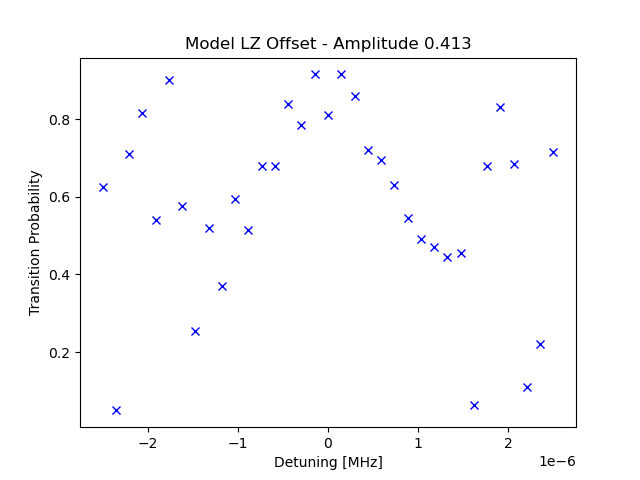 Model LZ Offset - Amplitude 0.413
Transition Probability
0.8
0.6
0.4
0.2
−2
−1
0
1
2
1e−6
Detuning [MHz]